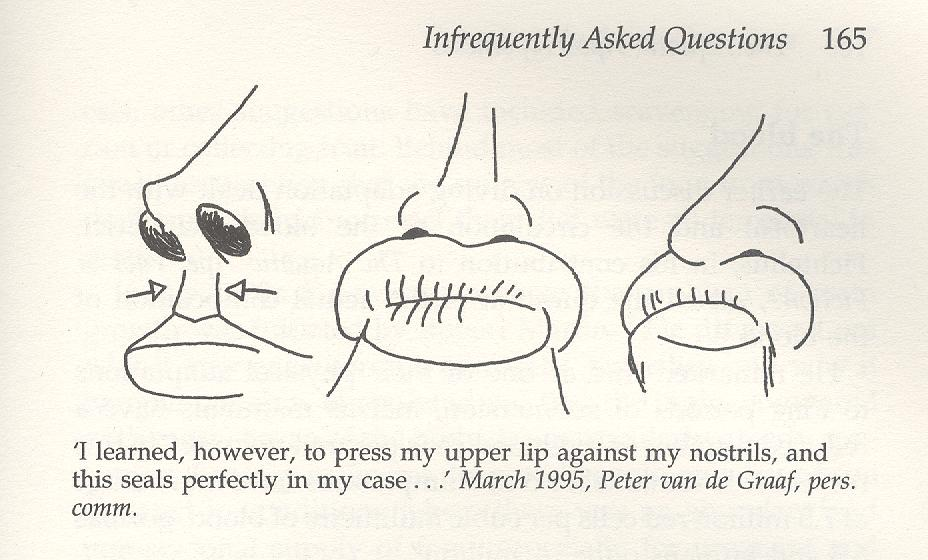 Infrequently Asked Questions 165
'I learned, however, to press my upper lip against my nostrils, and
this seals perfectly in my case . . .' March 1995, Peter van de Graaf, pers.
comm.